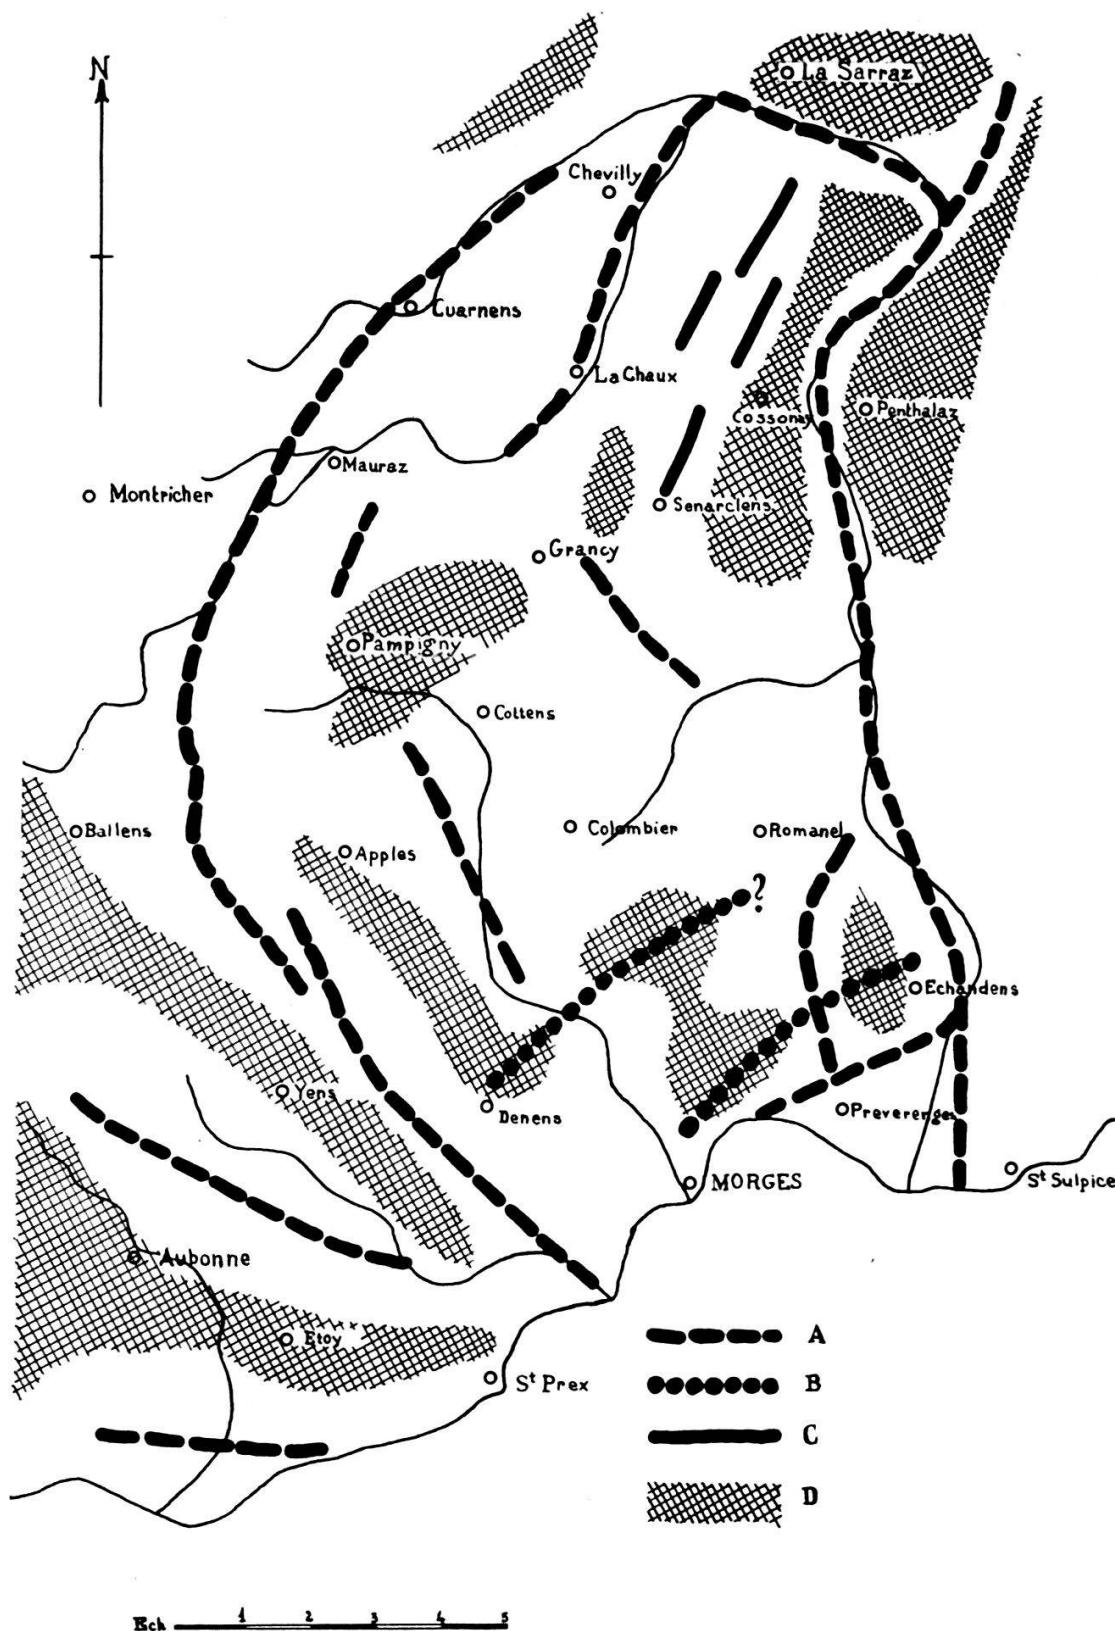 N
La Sarraz
Chevilly
Cuarnens
La Chaux
Cossonay
Penthalaz
Mauraz
Montricher
Senarclens
Grancy
Pampigny
Cottens
Ballens
Colombier
Romanel
Apples
?
Echandens
Yens
Denens
Preverenges
MORGES
St Sulpice
Aubonne
Etoy
St Prex
A
B
C
D
Ech 1 2 3 4 5